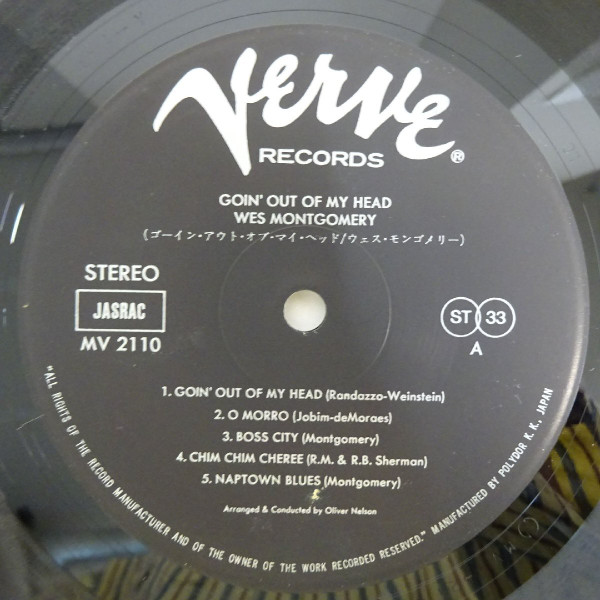 Verve
RECORDS ®
GOIN' OUT OF MY HEAD
WES MONTGOMERY
(ゴーイン・アウト・オブ・マイ・ヘッド/ウェス・モンゴメリー)
STEREO
JASRAC
MV 2110
ST 33
A
1. GOIN' OUT OF MY HEAD (Randazzo-Weinstein)
2. O MORRO (Jobim-deMoraes)
3. BOSS CITY (Montgomery)
4. CHIM CHIM CHEREE (R.M. & R.B. Sherman)
5. NAPTOWN BLUES (Montgomery)
Arranged & Conducted by Oliver Nelson
"ALL RIGHTS OF THE RECORD MANUFACTURER AND OF THE OWNER OF THE WORK RECORDED RESERVED." MANUFACTURED BY POLYDOR K.K., JAPAN